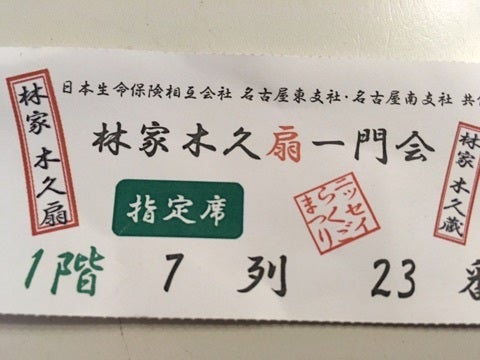 日本生命保険相互会社 名古屋東支社・名古屋南支社 共
林家木久扇
林家木久扇一門会
林家木久蔵
指定席
ニッセイ
らくご
まつり
1階 7列 23番